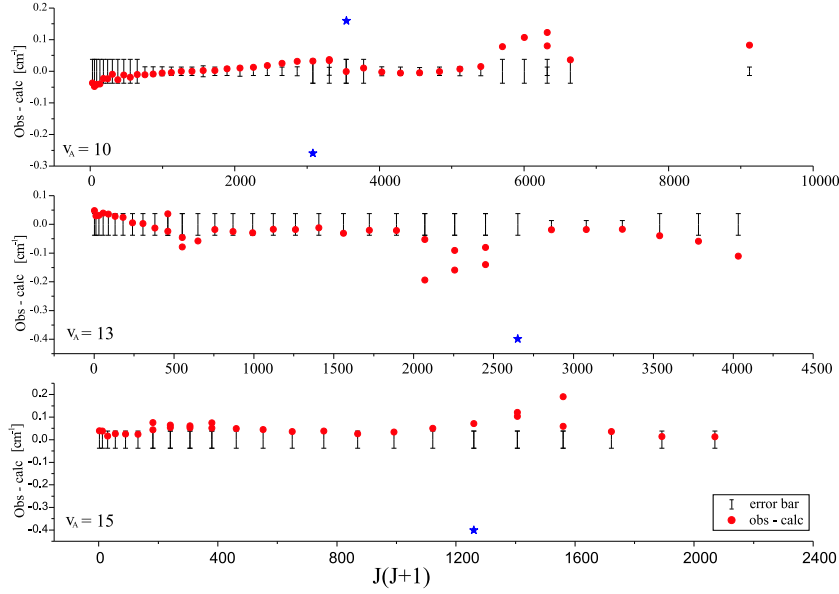 0.2
0.1
0.0
-0.1
0.2
-0.3
Obs - calc [cm⁻¹]
v_A = 10
0 2000 4000 6000 8000 10000
0.1
0.0
-0.1
-0.2
-0.3
-0.4
Obs - calc [cm⁻¹]
v_A = 13
0 500 1000 1500 2000 2500 3000 3500 4000 4500
0.2
0.1
0.0
-0.1
-0.2
-0.3
-0.4
Obs - calc [cm⁻¹]
v_A = 15
error bar
obs - calc
0 400 800 1200 1600 2000 2400
J(J+1)